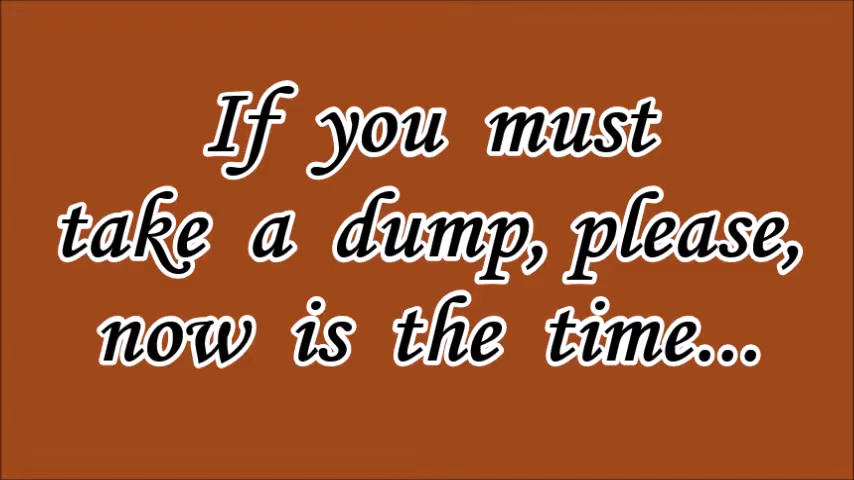 If you must
take a dump, please,
now is the time...